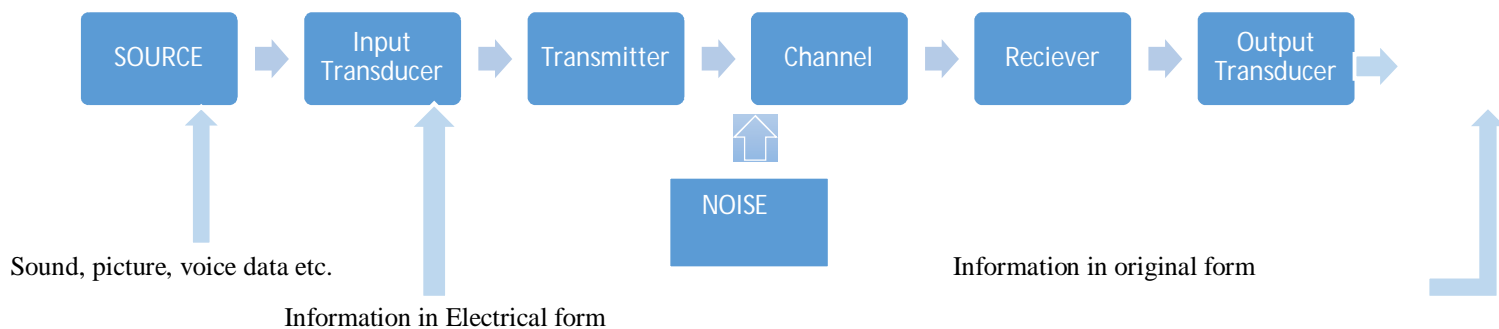 SOURCE
Input
Transducer
Transmitter
Channel
Reciever
Output
Transducer
NOISE
Sound, picture, voice data etc.
Information in original form
Information in Electrical form